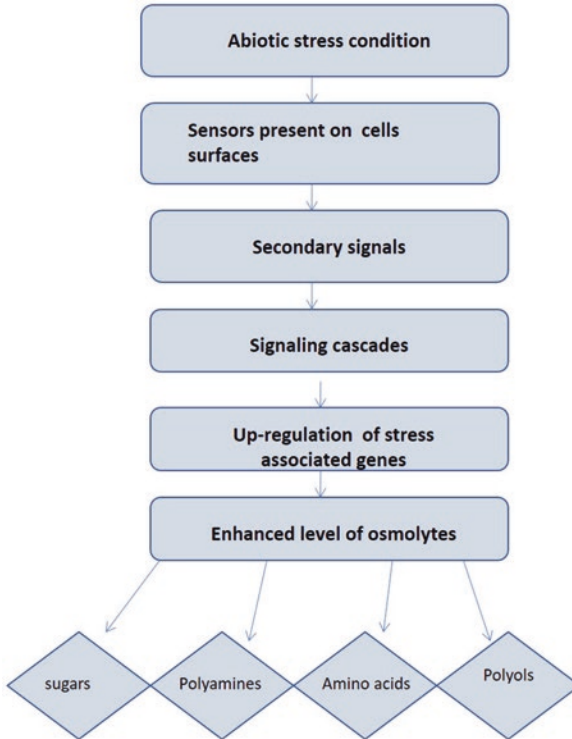 Abiotic stress condition
Sensors present on cells
surfaces
Secondary signals
Signaling cascades
Up-regulation of stress
associated genes
Enhanced level of osmolytes
sugars
Polyamines
Amino acids
Polyols